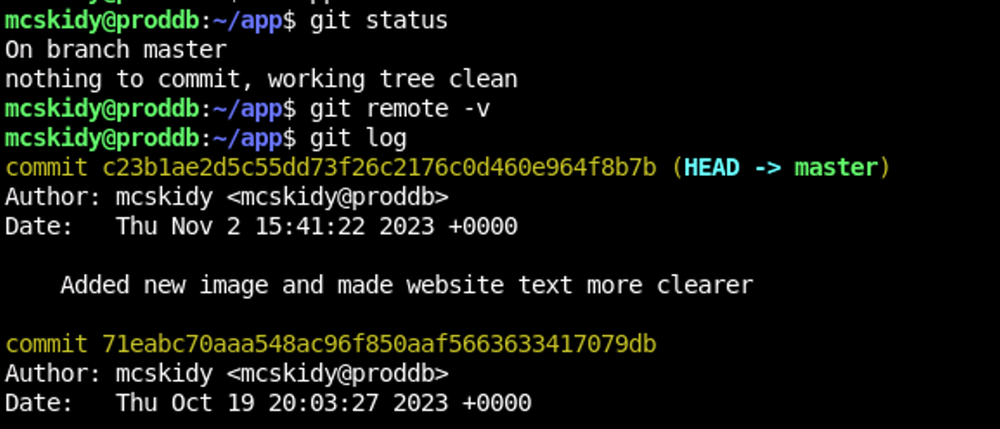 mcskidy@proddb:~/app$ git status
On branch master
nothing to commit, working tree clean
mcskidy@proddb:~/app$ git remote -v
mcskidy@proddb:~/app$ git log
commit c23b1ae2d5c55dd73f26c2176c0d460e964f8b7b (HEAD -> master)
Author: mcskidy <mcskidy@proddb>
Date:   Thu Nov 2 15:41:22 2023 +0000

    Added new image and made website text more clearer

commit 71eabc70aaa548ac96f850aaf5663633417079db
Author: mcskidy <mcskidy@proddb>
Date:   Thu Oct 19 20:03:27 2023 +0000